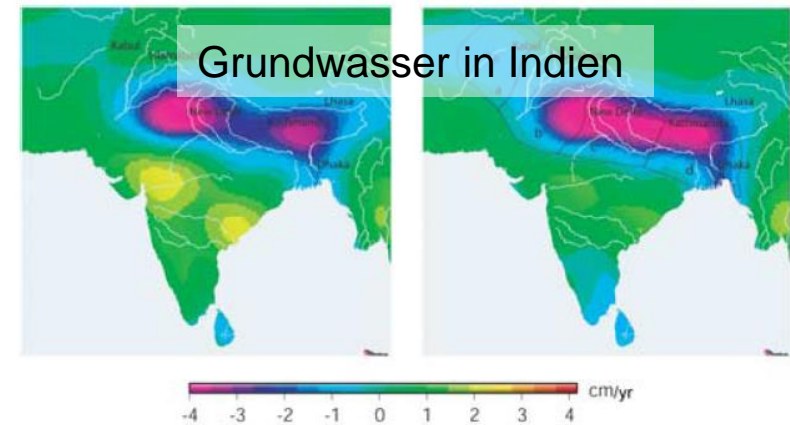 Grundwasser in Indien
Kabul
Lhasa
New Delhi
Kathmandu
Dhaka
Lhasa
New Delhi
Kathmandu
Dhaka
a
b
c
d
cm/yr
-4 -3 -2 -1 0 1 2 3 4